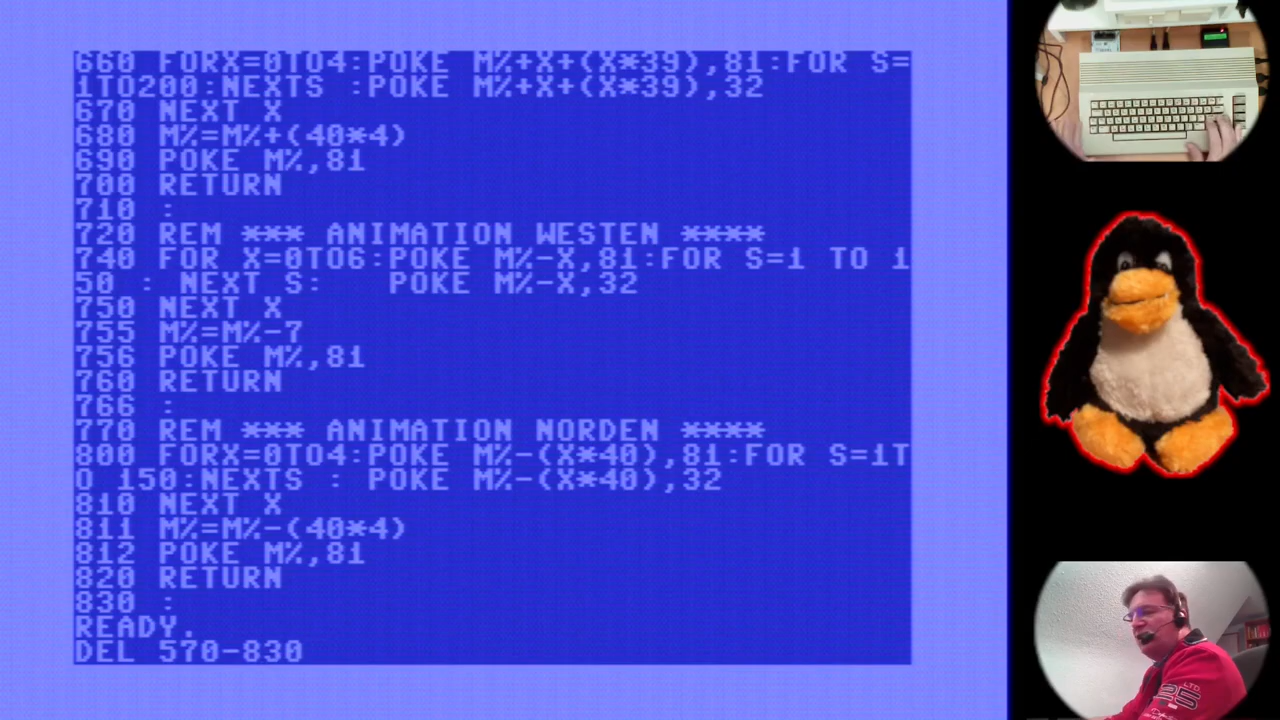 660 FORX=0TO4:POKE M%+X+(X*39),81:FOR S=
1TO200:NEXTS :POKE M%+X+(X*39),32
670 NEXT X
680 M%=M%+(40*4)
690 POKE M%,81
700 RETURN
710 :
720 REM *** ANIMATION WESTEN ****
740 FOR X=0TO6:POKE M%-X,81:FOR S=1 TO 1
50 : NEXT S:   POKE M%-X,32
750 NEXT X
755 M%=M%-7
756 POKE M%,81
760 RETURN
766 :
770 REM *** ANIMATION NORDEN ****
800 FORX=0TO4:POKE M%-(X*40),81:FOR S=1T
O 150:NEXTS : POKE M%-(X*40),32
810 NEXT X
811 M%=M%-(40*4)
812 POKE M%,81
820 RETURN
830 :
READY.
DEL 570-830
LTD.
25